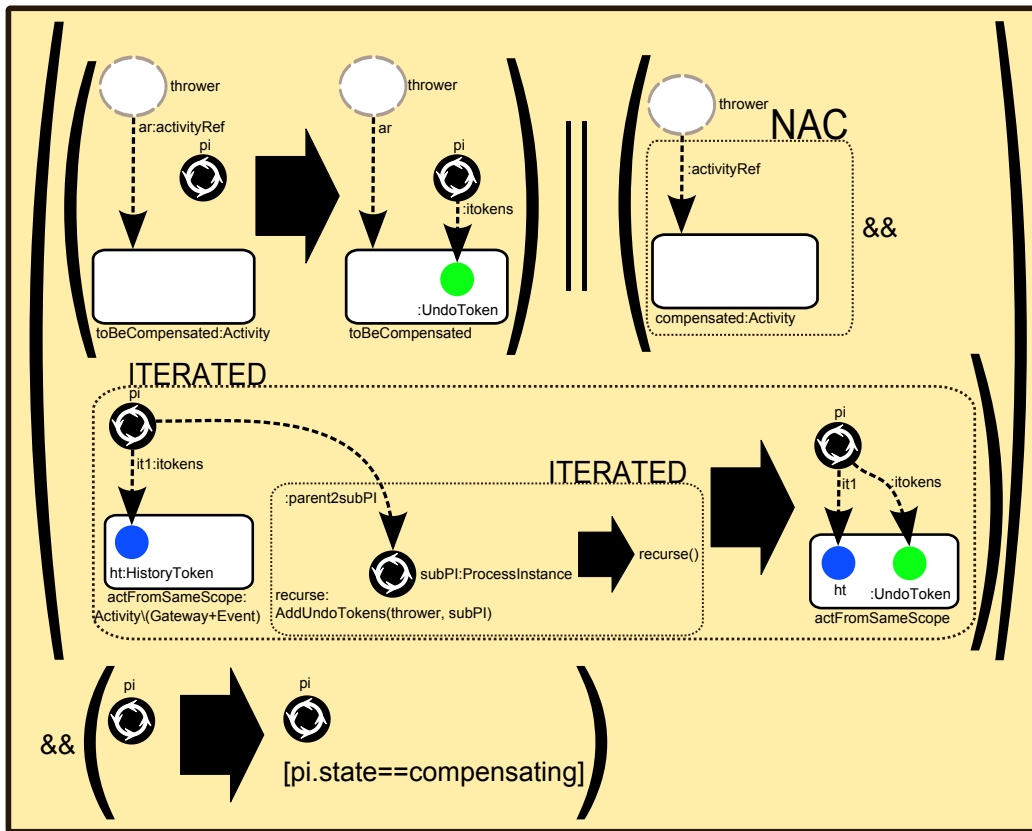 thrower
ar:activityRef
pi
toBeCompensated:Activity
thrower
ar
pi
:itokens
:UndoToken
toBeCompensated
||
thrower
NAC
:activityRef
compensated:Activity
&&
ITERATED
pi
it1:itokens
ht:HistoryToken
actFromSameScope:
Activity\(Gateway+Event)
:parent2subPI
ITERATED
subPI:ProcessInstance
recurse()
recurse:
AddUndoTokens(thrower, subPI)
pi
it1
:itokens
ht
:UndoToken
actFromSameScope
&&
pi
pi
[pi.state==compensating]